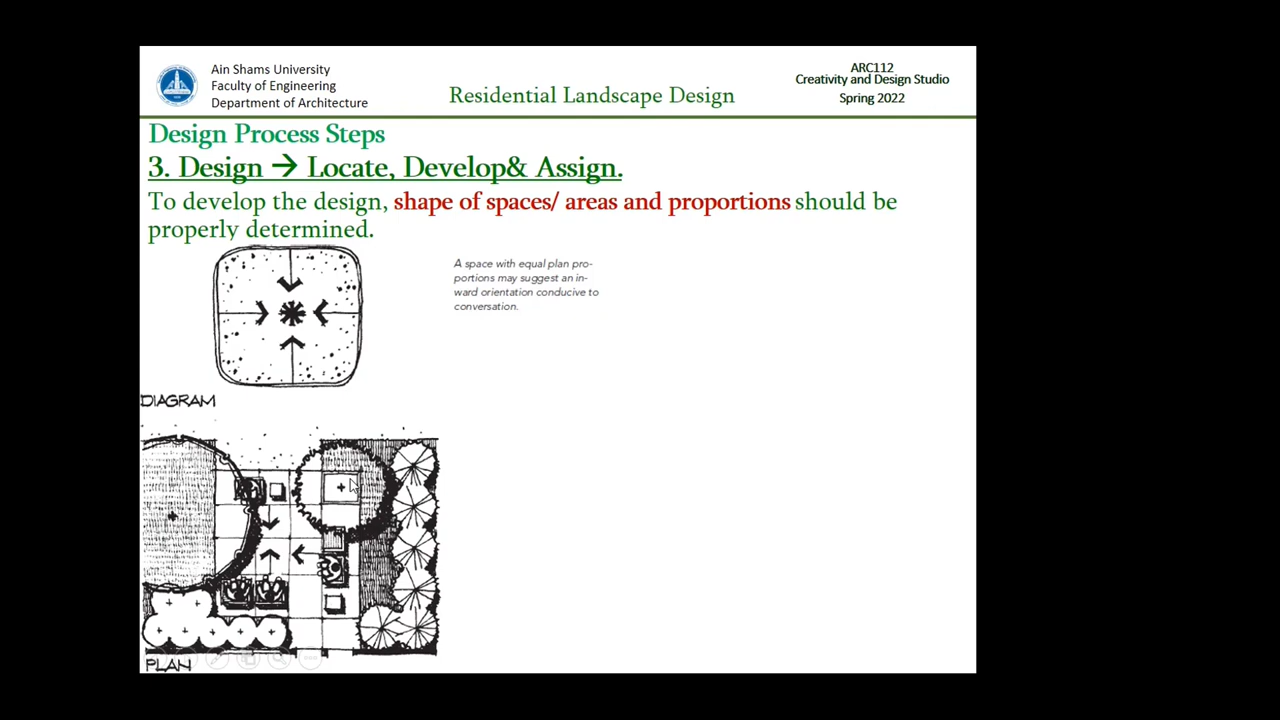 Ain Shams University
Faculty of Engineering
Department of Architecture
Residential Landscape Design
ARC112
Creativity and Design Studio
Spring 2022
Design Process Steps
3. Design → Locate, Develop& Assign.
To develop the design, shape of spaces/ areas and proportions should be
properly determined.
A space with equal plan pro-
portions may suggest an in-
ward orientation conducive to
conversation.
DIAGRAM
PLAN